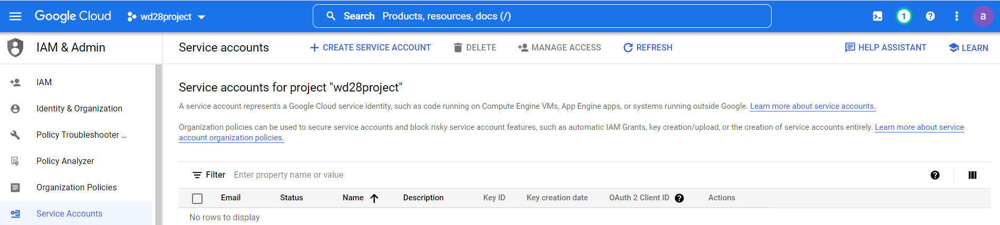 Google Cloud wd28project Search Products, resources, docs (/) 1 a
IAM & Admin
Service accounts CREATE SERVICE ACCOUNT DELETE MANAGE ACCESS REFRESH HELP ASSISTANT LEARN
IAM
Identity & Organization
Policy Troubleshooter ...
Policy Analyzer
Organization Policies
Service Accounts
Service accounts for project "wd28project"
A service account represents a Google Cloud service identity, such as code running on Compute Engine VMs, App Engine apps, or systems running outside Google. Learn more about service accounts.
Organization policies can be used to secure service accounts and block risky service account features, such as automatic IAM Grants, key creation/upload, or the creation of service accounts entirely. Learn more about service
account organization policies.
Filter Enter property name or value
Email Status Name Description Key ID Key creation date OAuth 2 Client ID Actions
No rows to display